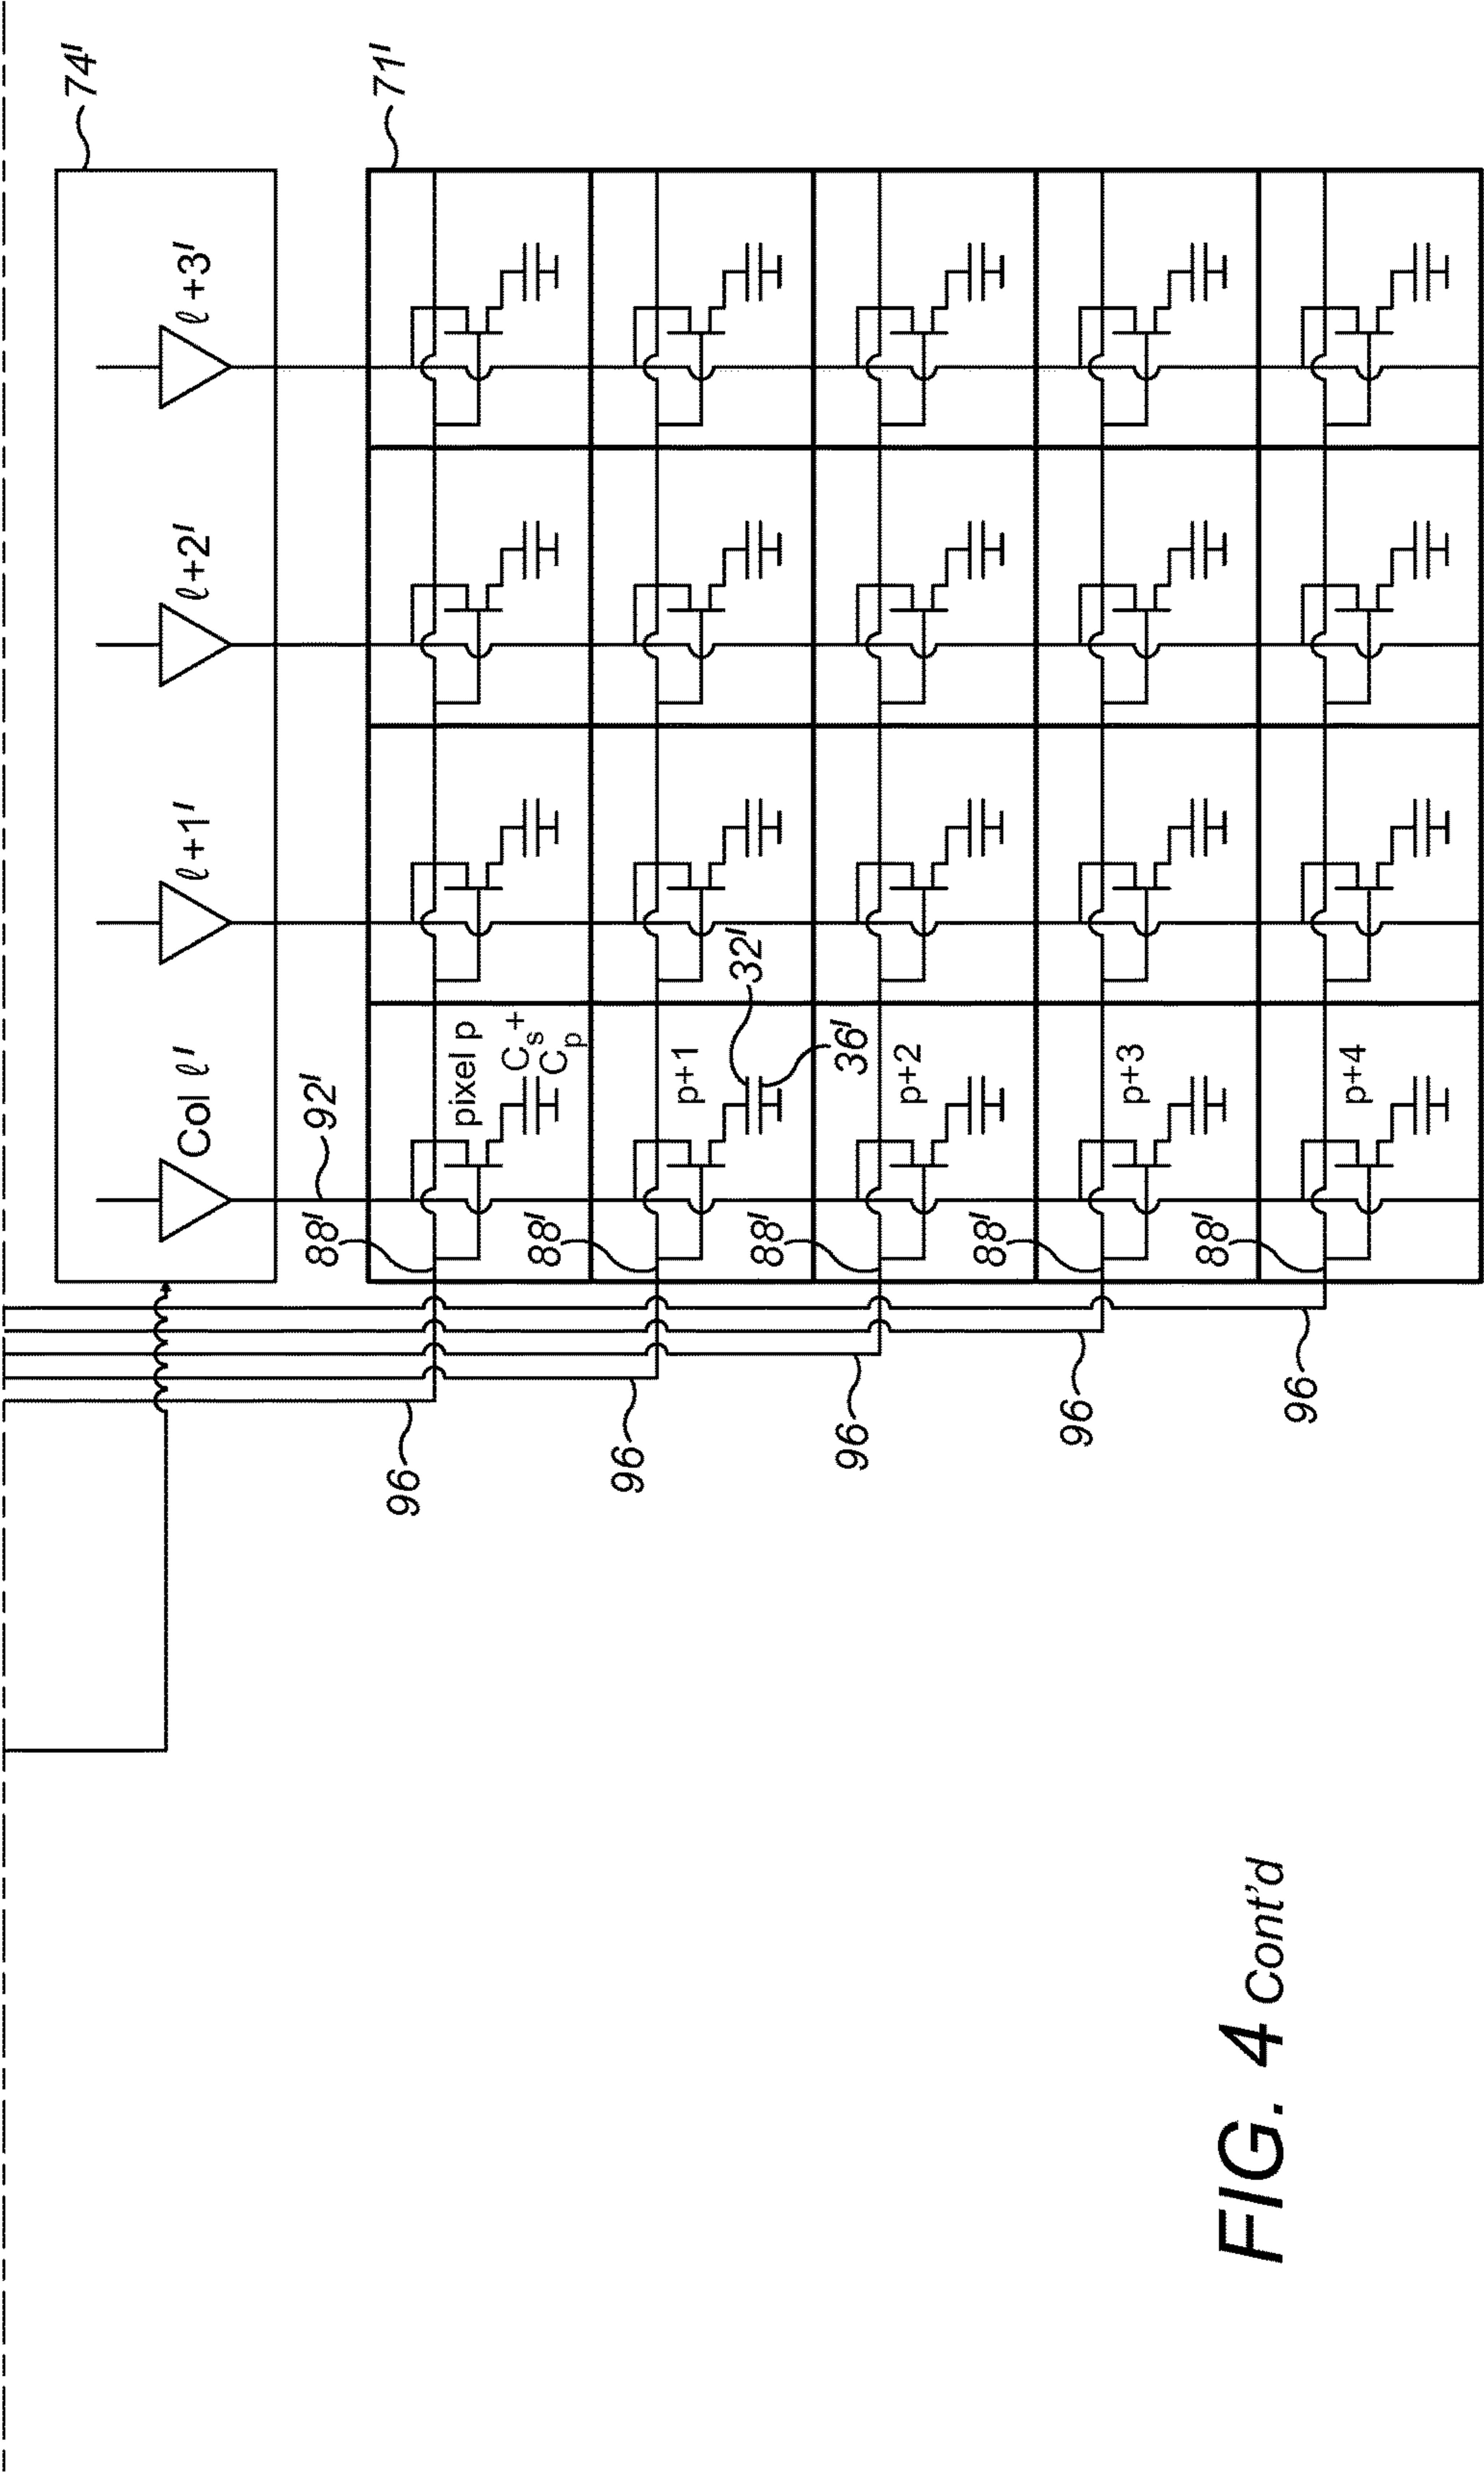 74′
Col ℓ′
ℓ+1′
ℓ+2′
ℓ+3′
92′
71′
88′
pixel p
Cs+
Cp
88′
p+1
32′
36′
88′
p+2
88′
p+3
88′
p+4
96
96
96
96
96
FIG. 4 Cont'd